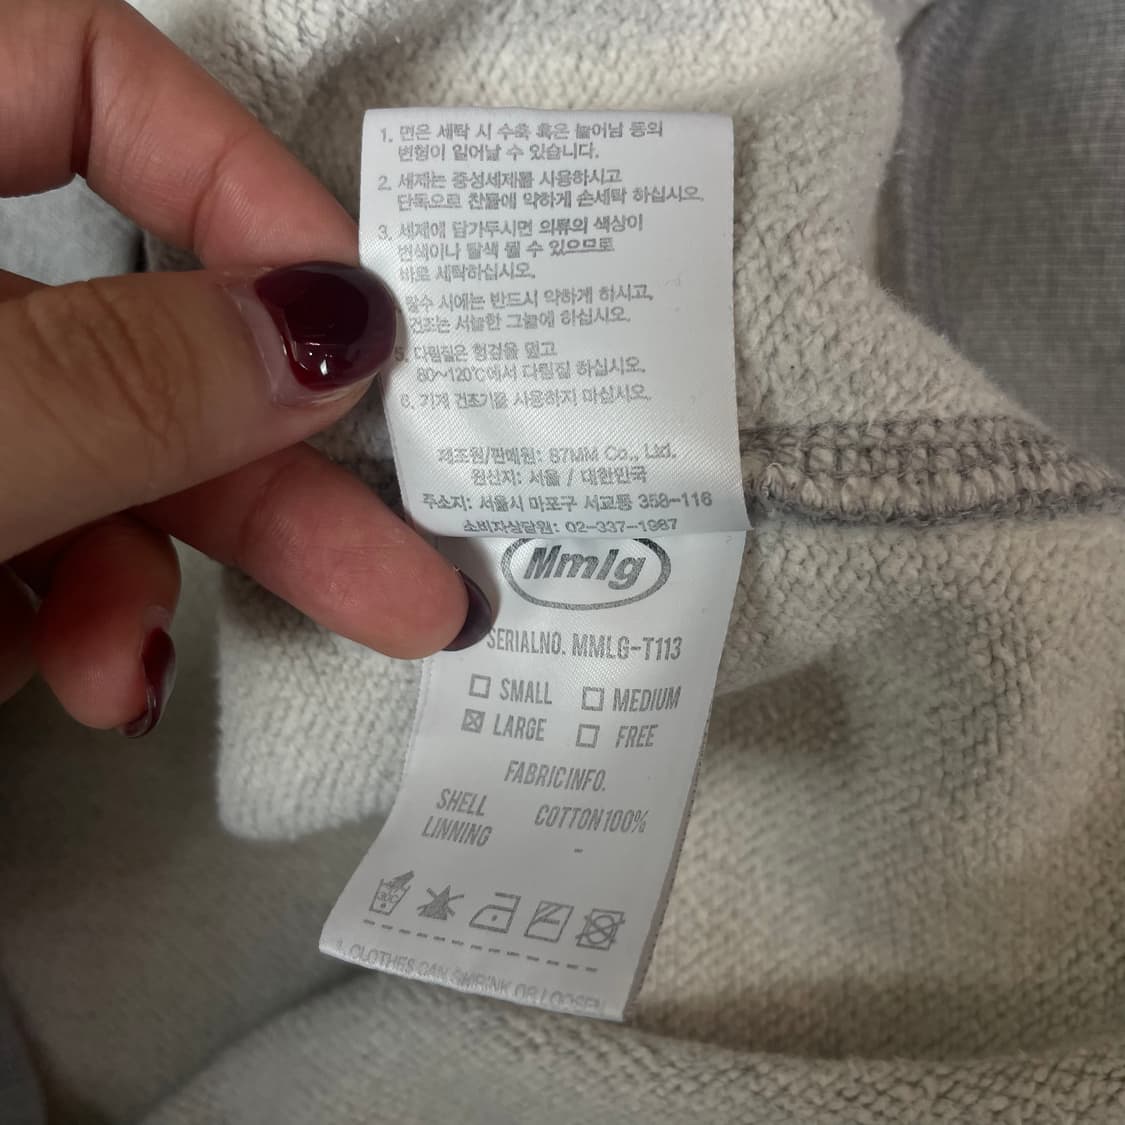 1. 면은 세탁 시 수축 혹은 늘어남 등의
변형이 일어날 수 있습니다.
2. 세제는 중성세제를 사용하시고
단독으로 찬물에 약하게 손세탁 하십시오.
3. 세제에 담가두시면 의류의 색상이
변색이나 탈색 될 수 있으므로
바로 세탁하십시오.
탈수 시에는 반드시 약하게 하시고,
건조는 서늘한 그늘에 하십시오.
5. 다림질은 헝겊을 덮고
80~120℃에서 다림질 하십시오.
6. 기계 건조기를 사용하지 마십시오.
제조원/판매원: 87MM Co., Ltd.
원산지: 서울 / 대한민국
주소지: 서울시 마포구 서교동 358-116
소비자상담원: 02-337-1987
Mmlg
SERIALNO. MMLG-T113
SMALL MEDIUM
LARGE FREE
FABRICINFO.
SHELL COTTON100%
LINNING -
30C
1. CLOTHES CAN SHRINK OR LOOSEN